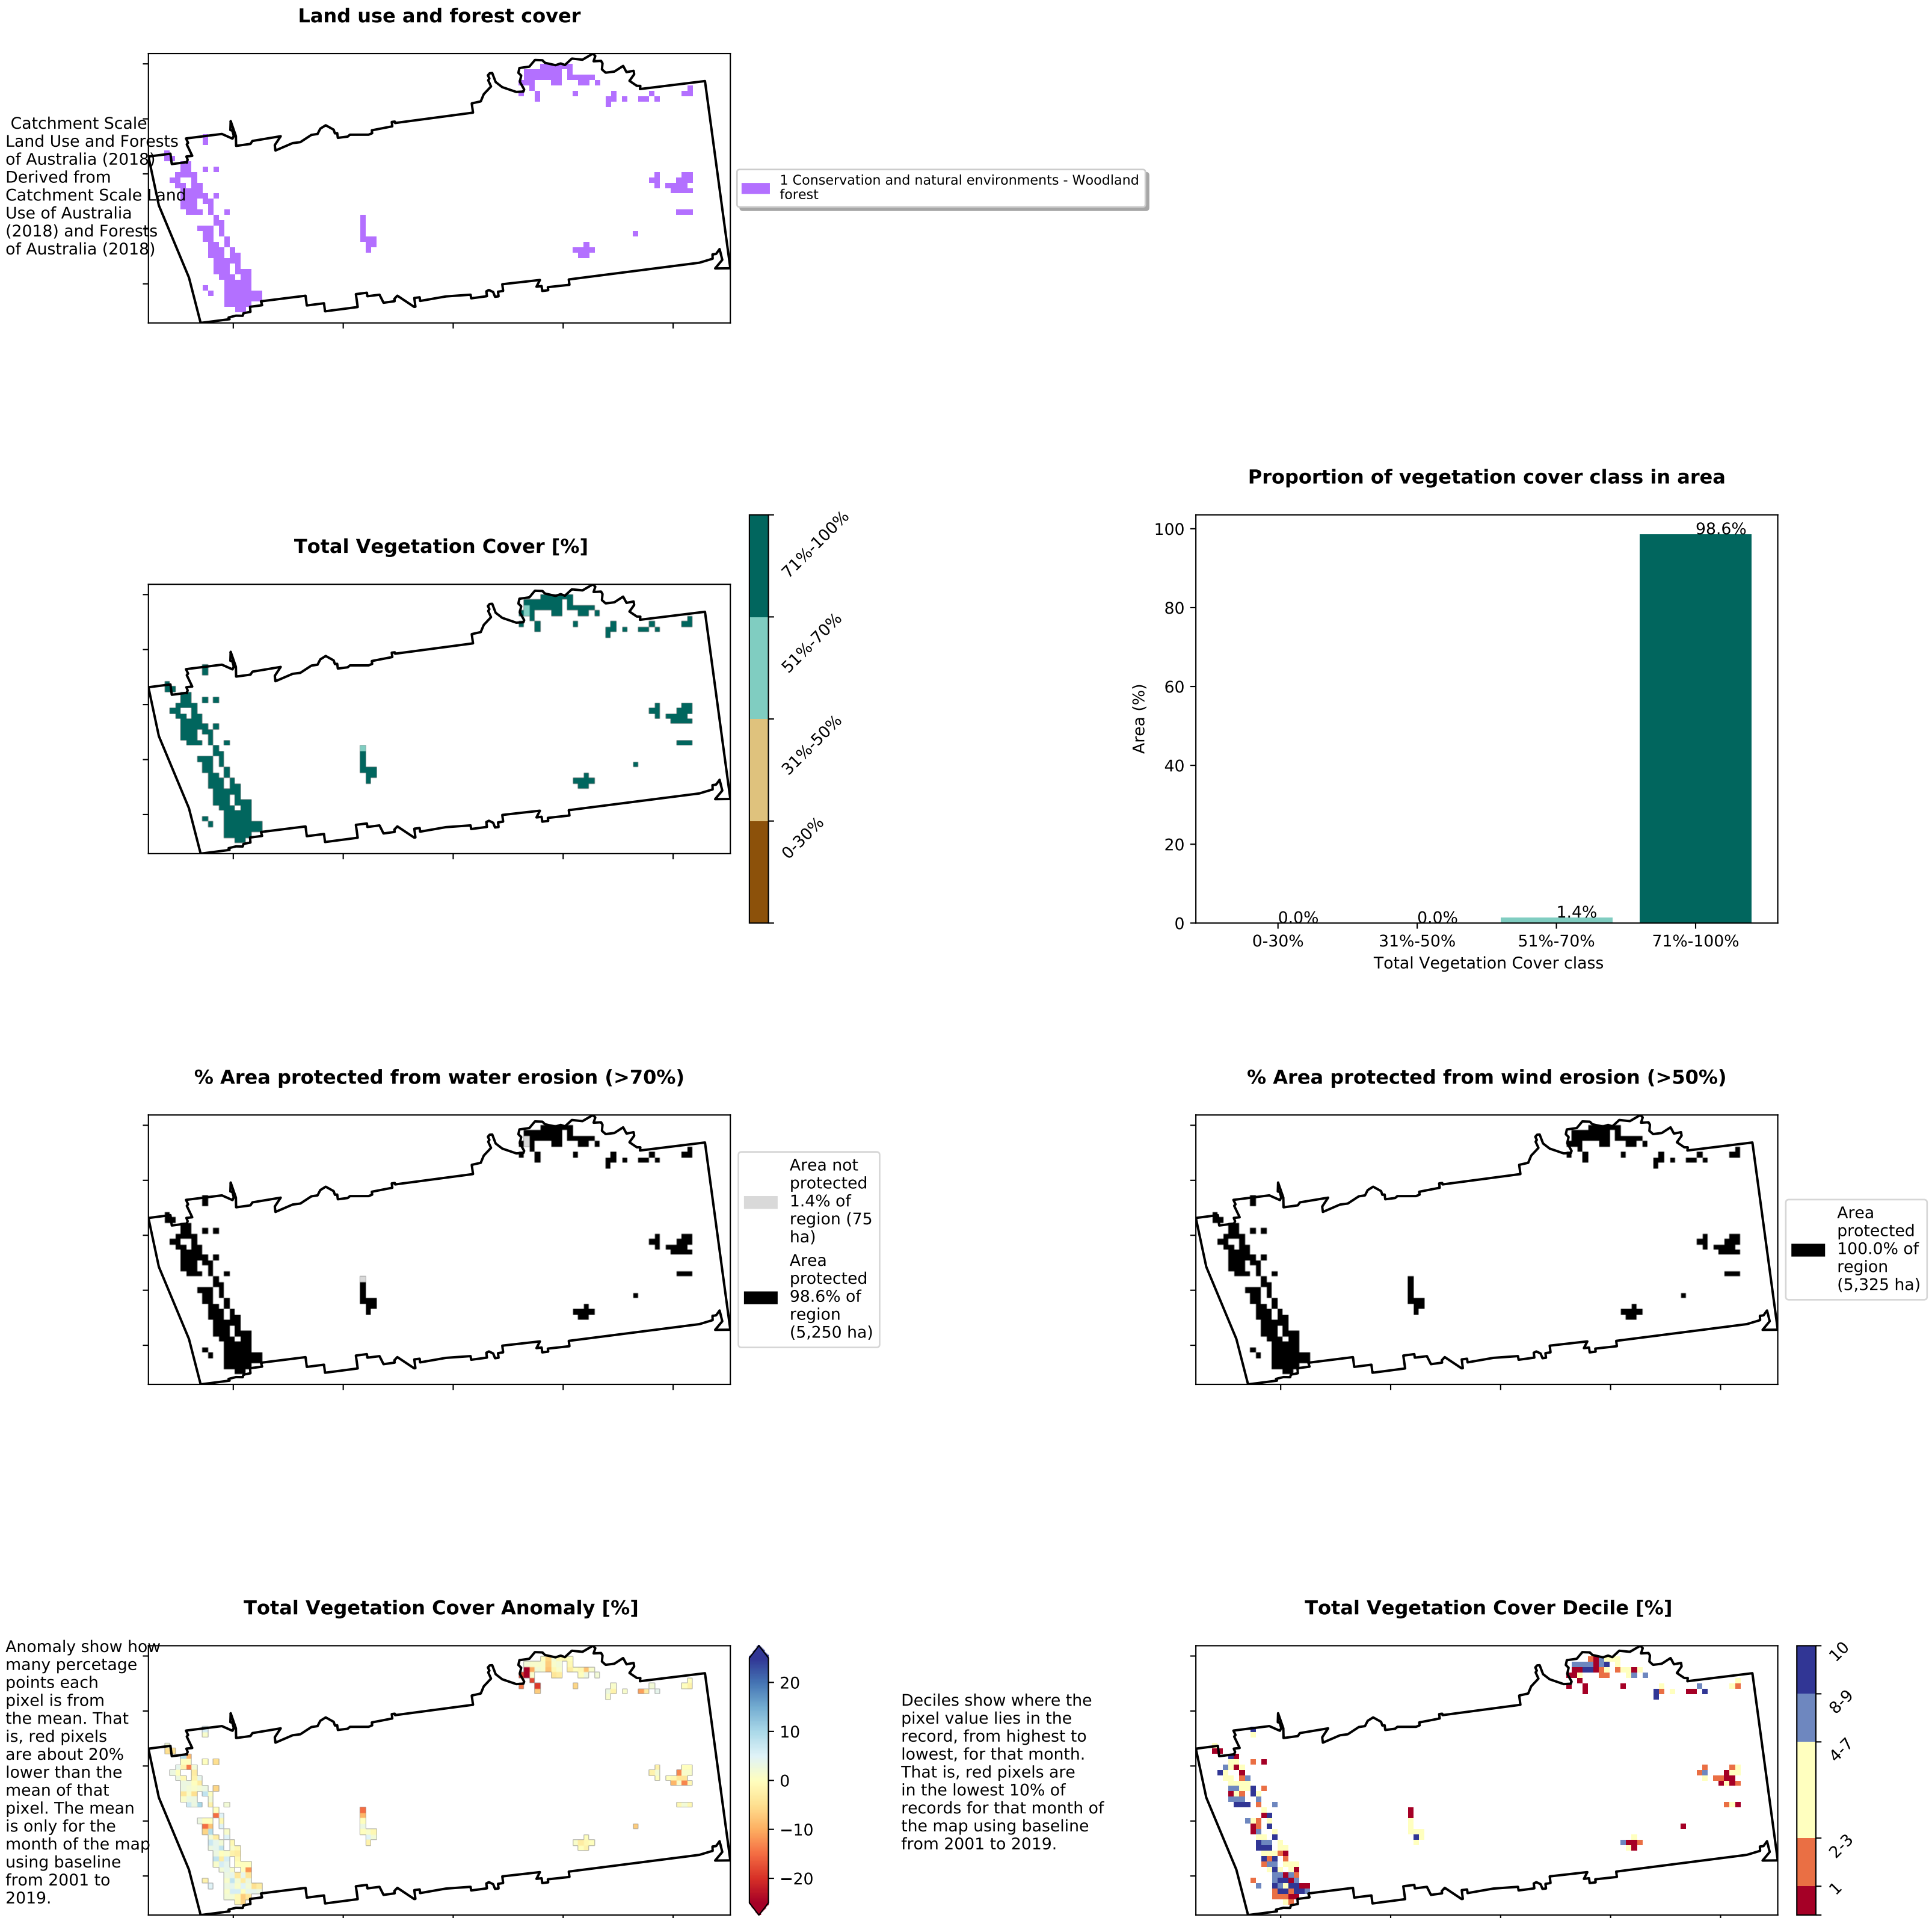 Land use and forest cover
Catchment Scale
Land Use and Forests
of Australia (2018)
Derived from
Catchment Scale Land
Use of Australia
(2018) and Forests
of Australia (2018)
1 Conservation and natural environments - Woodland
forest
Total Vegetation Cover [%]
71%-100%
51%-70%
31%-50%
0-30%
Proportion of vegetation cover class in area
100
80
60
40
20
0
Area (%)
0.0%
0.0%
1.4%
98.6%
0-30%
31%-50%
51%-70%
71%-100%
Total Vegetation Cover class
% Area protected from water erosion (>70%)
Area not
protected
1.4% of
region (75
ha)
Area
protected
98.6% of
region
(5,250 ha)
% Area protected from wind erosion (>50%)
Area
protected
100.0% of
region
(5,325 ha)
Total Vegetation Cover Anomaly [%]
Anomaly show how
many percetage
points each
pixel is from
the mean. That
is, red pixels
are about 20%
lower than the
mean of that
pixel. The mean
is only for the
month of the map
using baseline
from 2001 to
2019.
20
10
0
−10
−20
Total Vegetation Cover Decile [%]
Deciles show where the
pixel value lies in the
record, from highest to
lowest, for that month.
That is, red pixels are
in the lowest 10% of
records for that month of
the map using baseline
from 2001 to 2019.
10
8-9
4-7
2-3
1